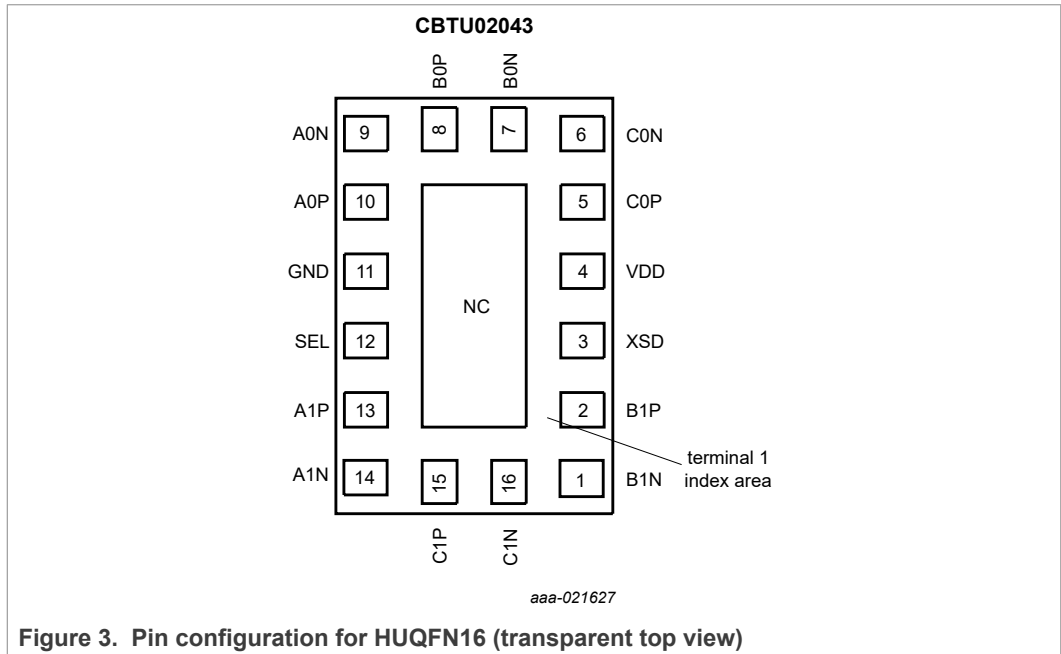 CBTU02043
B0P B0N
A0N 9 8 7 6 C0N
A0P 10 5 C0P
GND 11 4 VDD
NC
SEL 12 3 XSD
A1P 13 2 B1P
terminal 1
index area
A1N 14 15 16 1 B1N
C1P C1N
aaa-021627
Figure 3. Pin configuration for HUQFN16 (transparent top view)